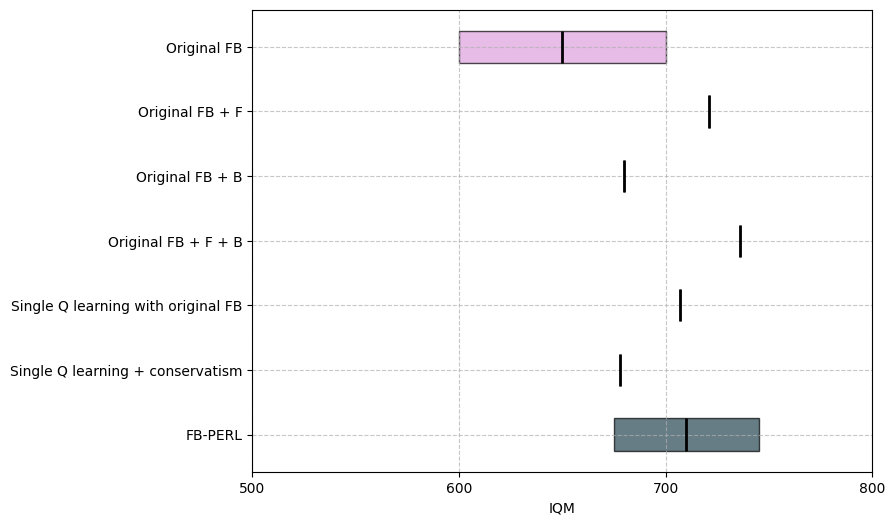 Original FB
Original FB + F
Original FB + B
Original FB + F + B
Single Q learning with original FB
Single Q learning + conservatism
FB-PERL
500 600 700 800
IQM